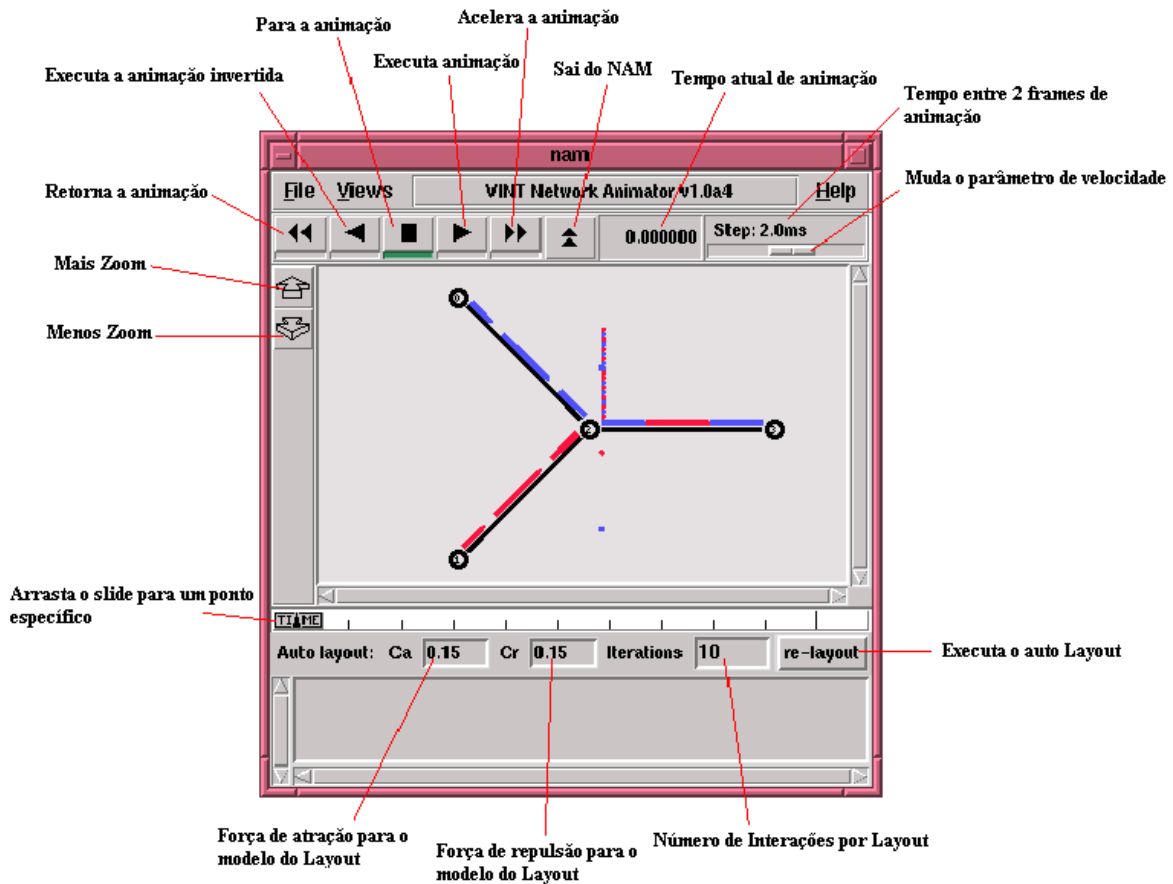 Acelera a animação
Para a animação
Executa animação
Sai do NAM
Executa a animação invertida
Tempo atual de animação
Tempo entre 2 frames de
animação
Muda o parâmetro de velocidade
Retorna a animação
nam
File Views VINT Network Animator v1.0a4 Help
0.000000 Step: 2.0ms
Mais Zoom
Menos Zoom
0
2
3
1
Arrasta o slide para um ponto
específico
TIME
Auto layout: Ca 0.15 Cr 0.15 Iterations 10 re-layout
Executa o auto Layout
Força de atração para o
modelo do Layout
Força de repulsão para o
modelo do Layout
Número de Interações por Layout